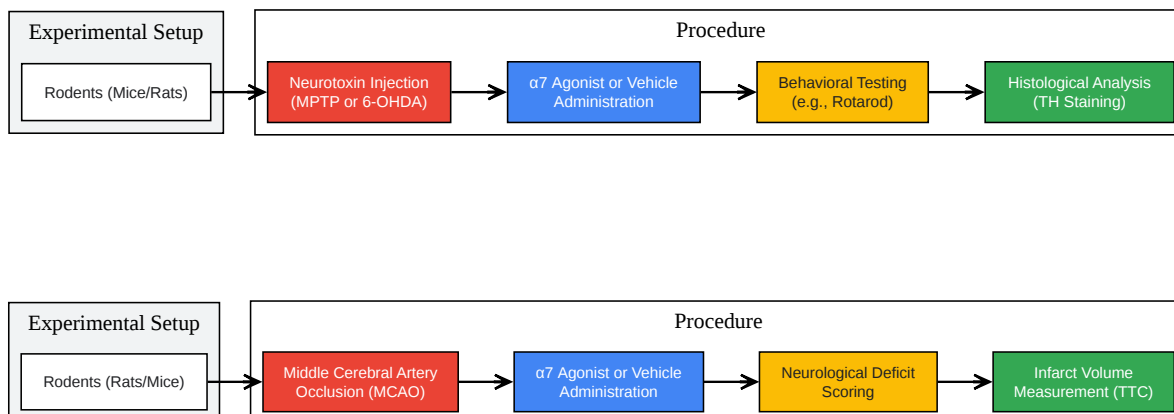 Experimental Setup
Procedure
Rodents (Mice/Rats)
Neurotoxin Injection
(MPTP or 6-OHDA)
α7 Agonist or Vehicle
Administration
Behavioral Testing
(e.g., Rotarod)
Histological Analysis
(TH Staining)
Experimental Setup
Procedure
Rodents (Rats/Mice)
Middle Cerebral Artery
Occlusion (MCAO)
α7 Agonist or Vehicle
Administration
Neurological Deficit
Scoring
Infarct Volume
Measurement (TTC)